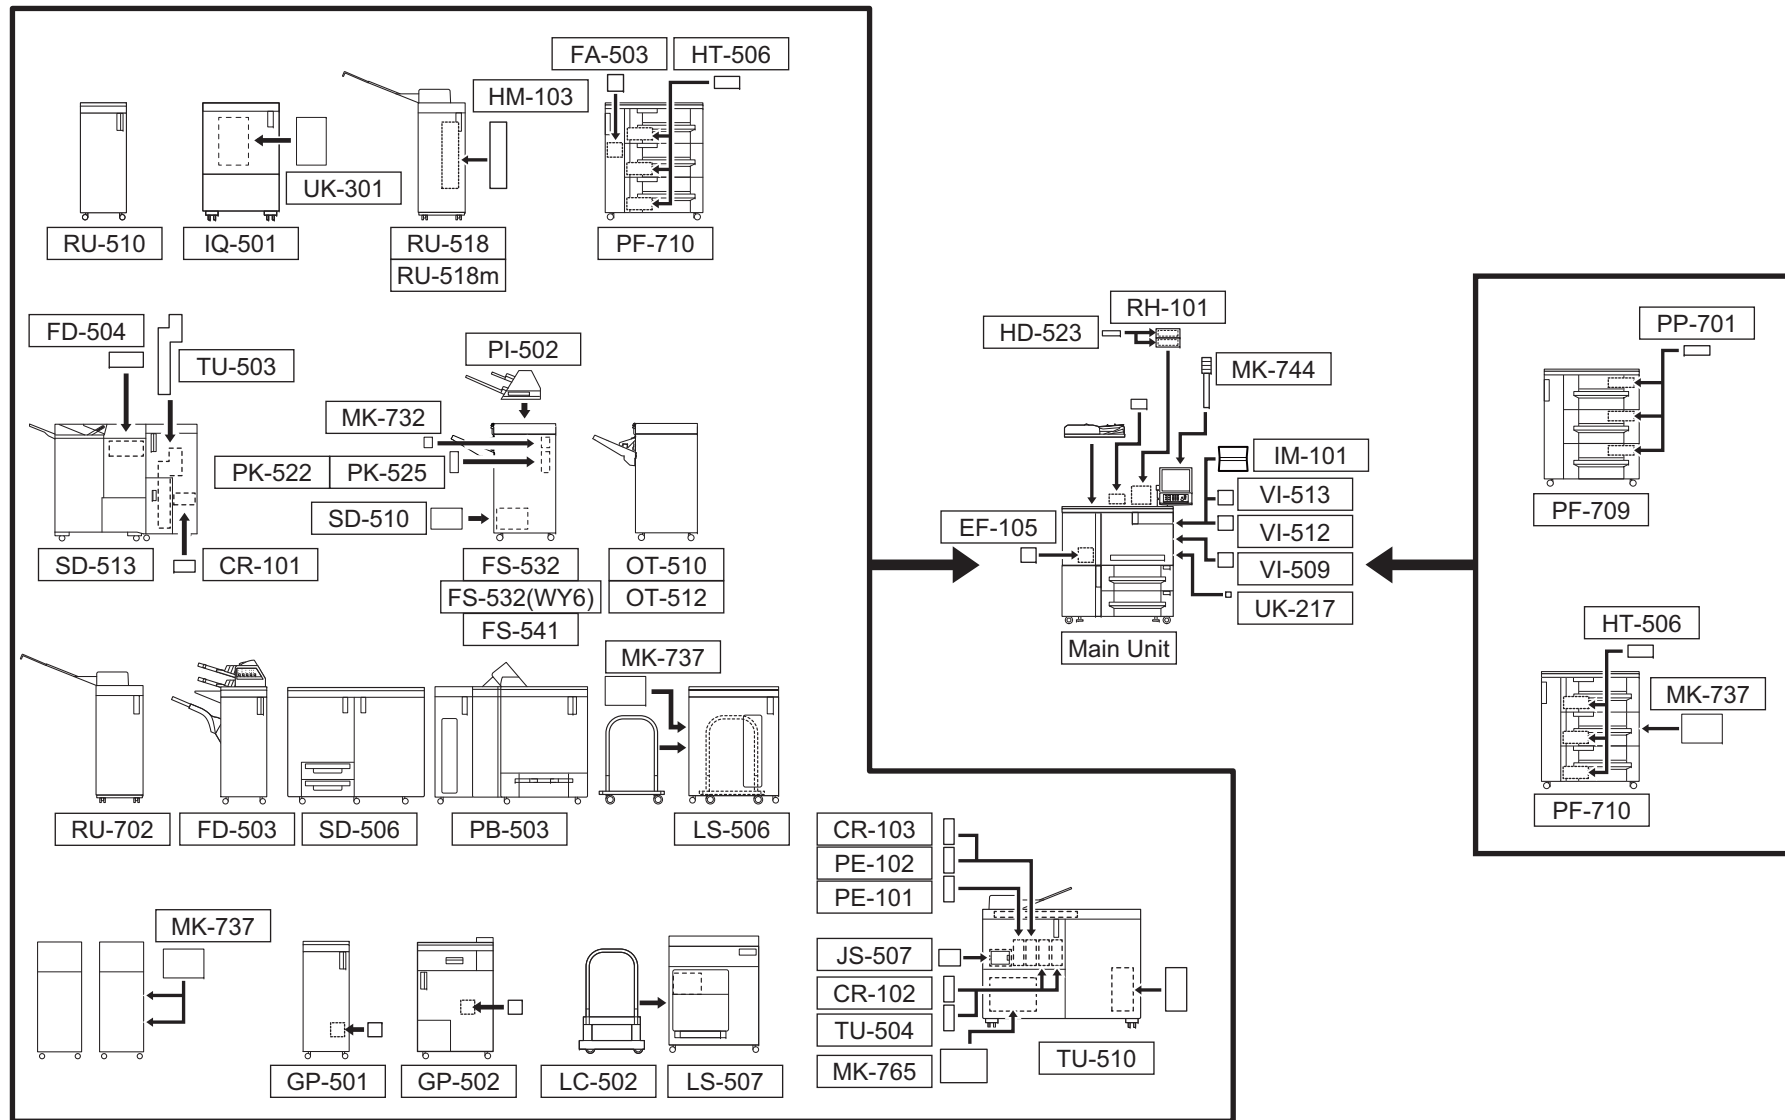 FA-503
HT-506
HM-103
UK-301
RU-510
IQ-501
RU-518
PF-710
RU-518m
FD-504
TU-503
PI-502
MK-732
PK-522
PK-525
SD-510
SD-513
CR-101
FS-532
OT-510
FS-532(WY6)
OT-512
FS-541
MK-737
RU-702
FD-503
SD-506
PB-503
LS-506
MK-737
GP-501
GP-502
LC-502
LS-507
CR-103
PE-102
PE-101
JS-507
CR-102
TU-504
MK-765
TU-510
RH-101
HD-523
MK-744
IM-101
VI-513
EF-105
VI-512
VI-509
UK-217
Main Unit
PP-701
PF-709
HT-506
MK-737
PF-710